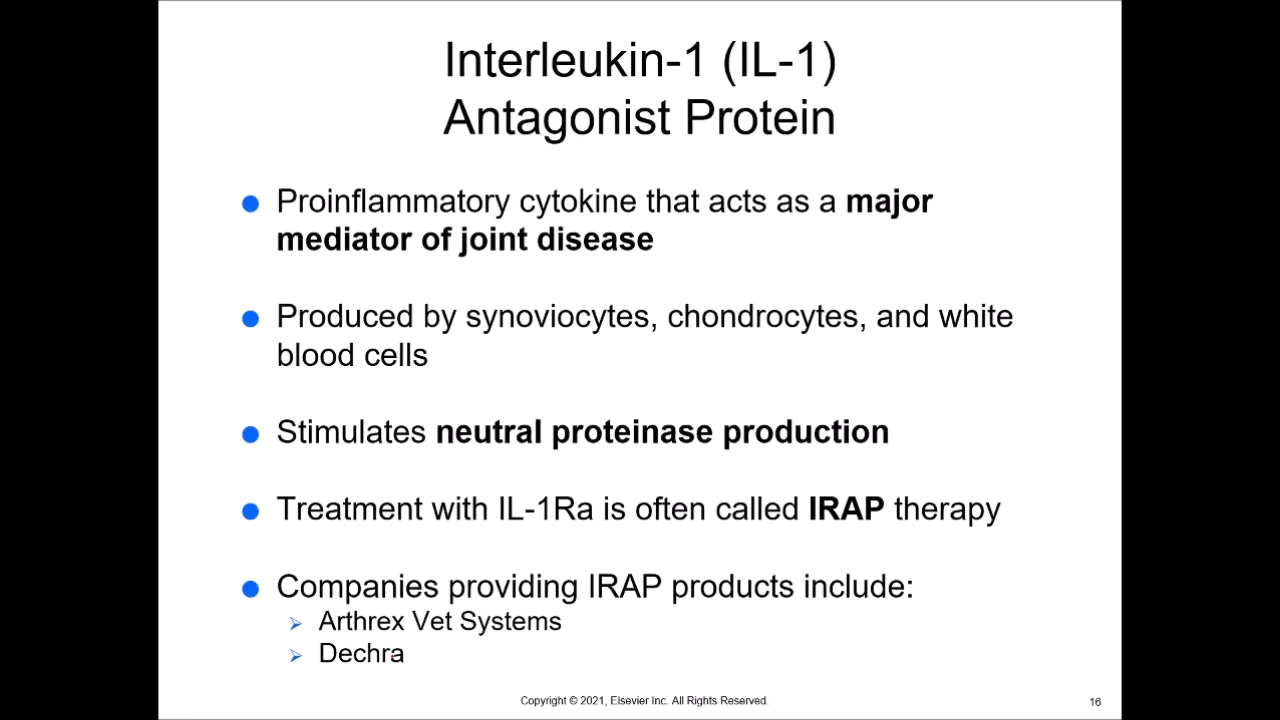 Interleukin-1 (IL-1)
Antagonist Protein
● Proinflammatory cytokine that acts as a major
mediator of joint disease
● Produced by synoviocytes, chondrocytes, and white
blood cells
● Stimulates neutral proteinase production
● Treatment with IL-1Ra is often called IRAP therapy
● Companies providing IRAP products include:
➢ Arthrex Vet Systems
➢ Dechra
Copyright © 2021, Elsevier Inc. All Rights Reserved.
16